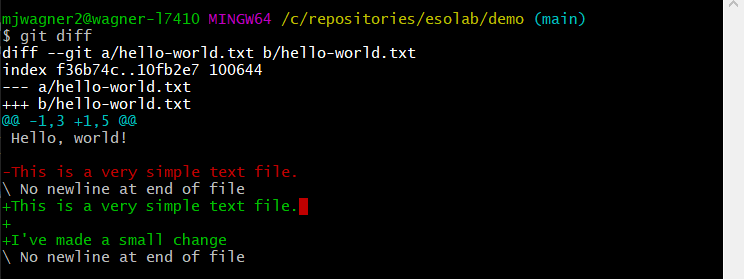 mjwagner2@wagner-l7410 MINGW64 /c/repositories/esolab/demo (main)
$ git diff
diff --git a/hello-world.txt b/hello-world.txt
index f36b74c..10fb2e7 100644
--- a/hello-world.txt
+++ b/hello-world.txt
@@ -1,3 +1,5 @@
 Hello, world!

-This is a very simple text file.
\ No newline at end of file
+This is a very simple text file.
+
+I've made a small change
\ No newline at end of file